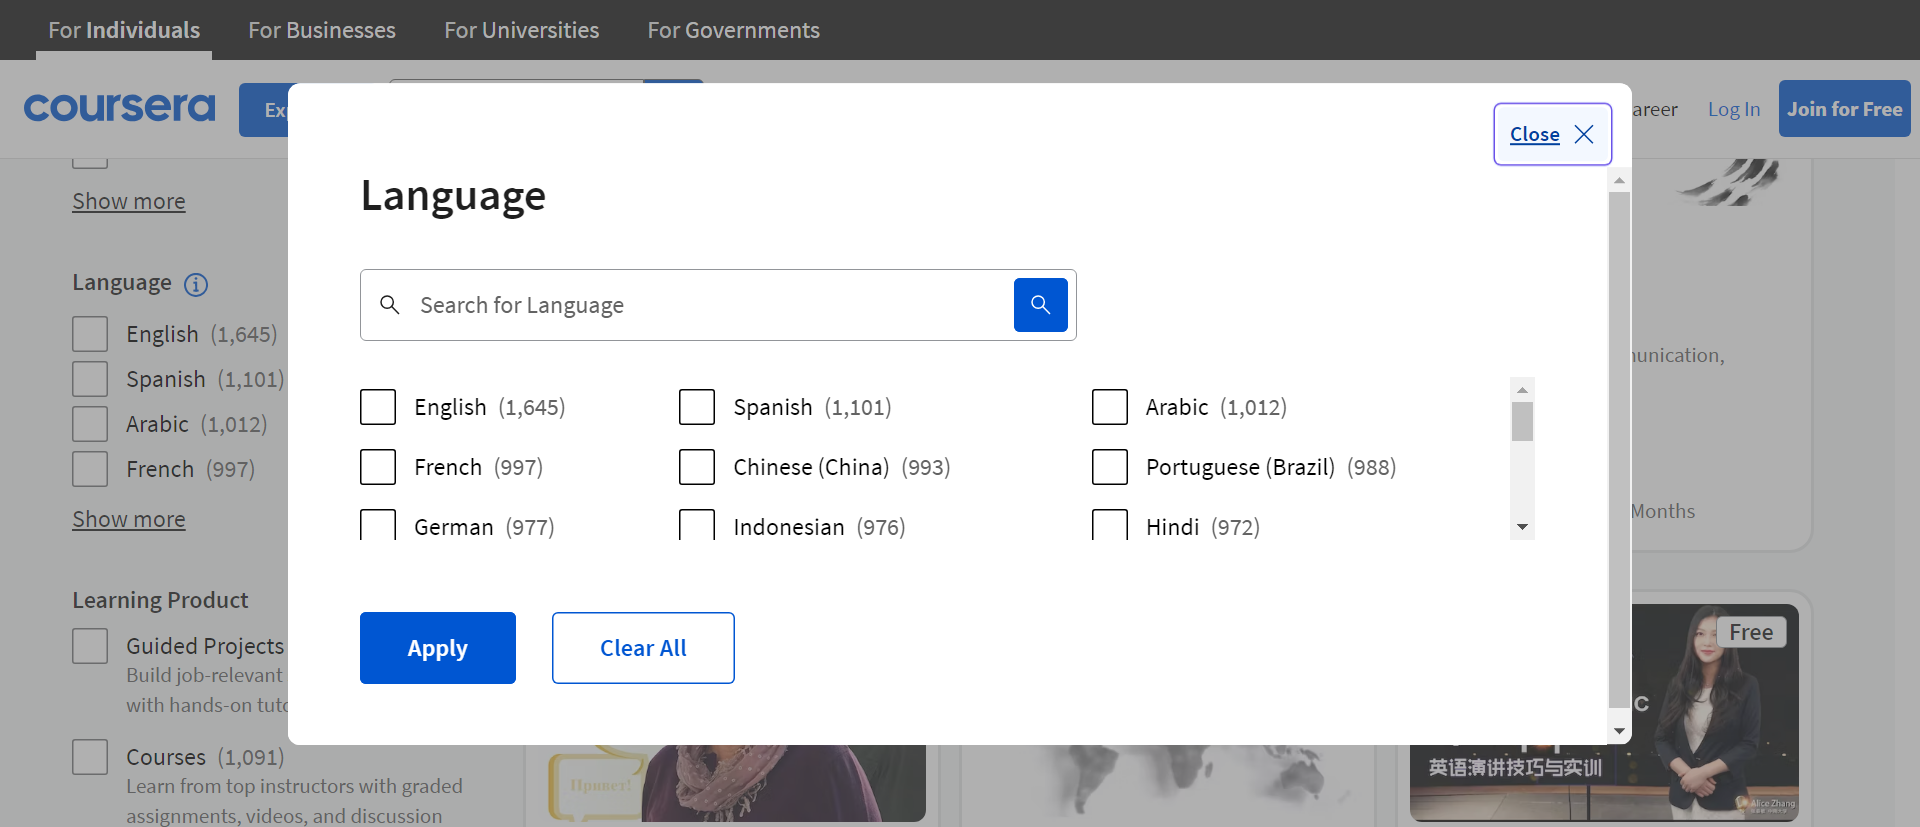 For Individuals
For Businesses
For Universities
For Governments
coursera
Log In
Join for Free
Close
Show more
Language
Search for Language
Language
English (1,645)
Spanish (1,101)
Arabic (1,012)
French (997)
Show more
English (1,645)
Spanish (1,101)
Arabic (1,012)
French (997)
Chinese (China) (993)
Portuguese (Brazil) (988)
German (977)
Indonesian (976)
Hindi (972)
Months
Learning Product
Guided Projects
Build job-relevant
with hands-on
Apply
Clear All
Free
Courses (1,091)
Learn from top instructors with graded
assignments, videos, and discussion
Привет!
英语演讲技巧与实训
Alice Zhang